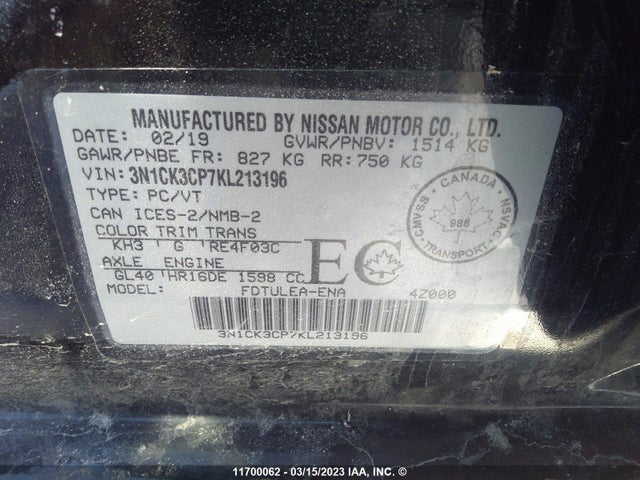 MANUFACTURED BY NISSAN MOTOR CO., LTD.
DATE: 02/19 GVWR/PNBV: 1514 KG
GAWR/PNBE FR: 827 KG RR: 750 KG
VIN: 3N1CK3CP7KL213196
TYPE: PC/VT
CAN ICES-2/NMB-2
COLOR TRIM TRANS
KH3 G RE4F03C
AXLE ENGINE
GL40 HR16DE 1598 CC
MODEL: FDTULEA-ENA 4Z000
EC
CANADA
CMVSS 986 NSVAC
TRANSPORT
3N1CK3CP7KL213196
11700062 - 03/15/2023 IAA, INC.©